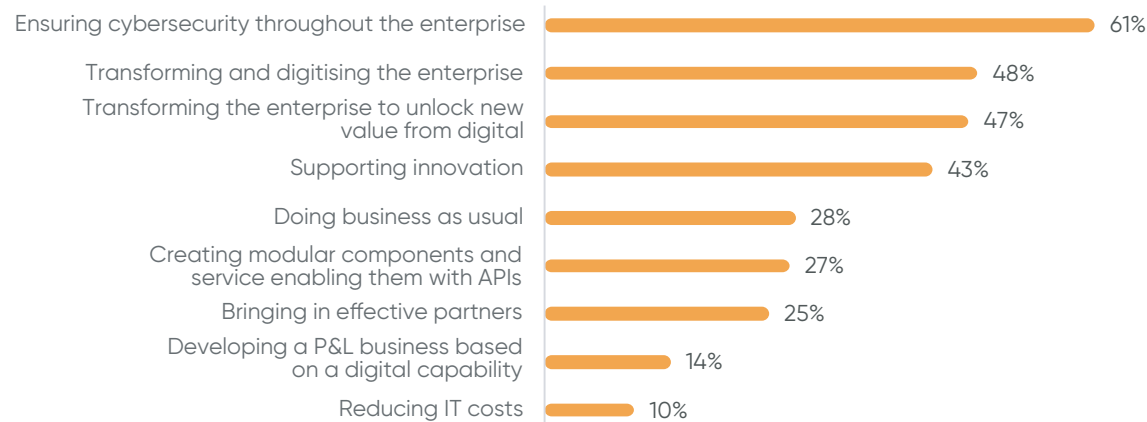 Ensuring cybersecurity throughout the enterprise 61%
Transforming and digitising the enterprise 48%
Transforming the enterprise to unlock new
value from digital 47%
Supporting innovation 43%
Doing business as usual 28%
Creating modular components and
service enabling them with APIs 27%
Bringing in effective partners 25%
Developing a P&L business based
on a digital capability 14%
Reducing IT costs 10%